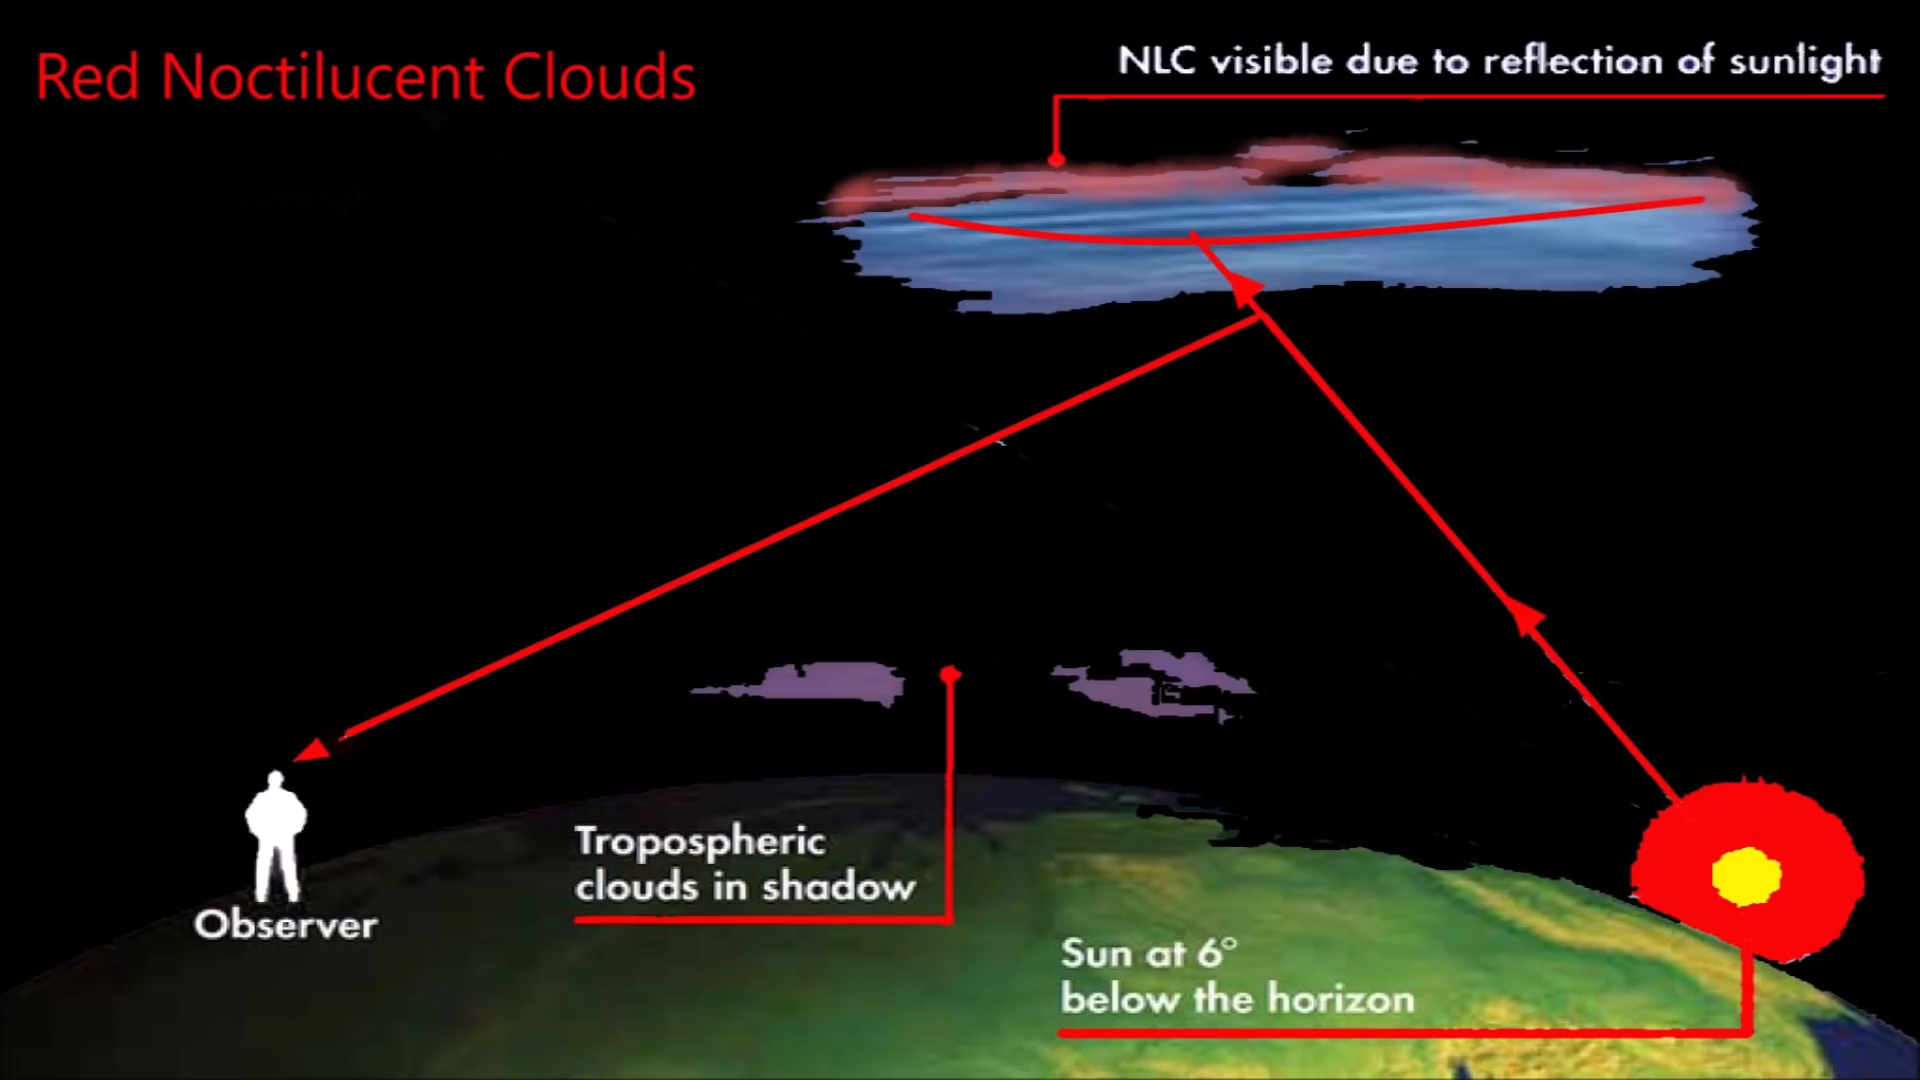 Red Noctilucent Clouds
NLC visible due to reflection of sunlight
Tropospheric
clouds in shadow
Observer
Sun at 6°
below the horizon